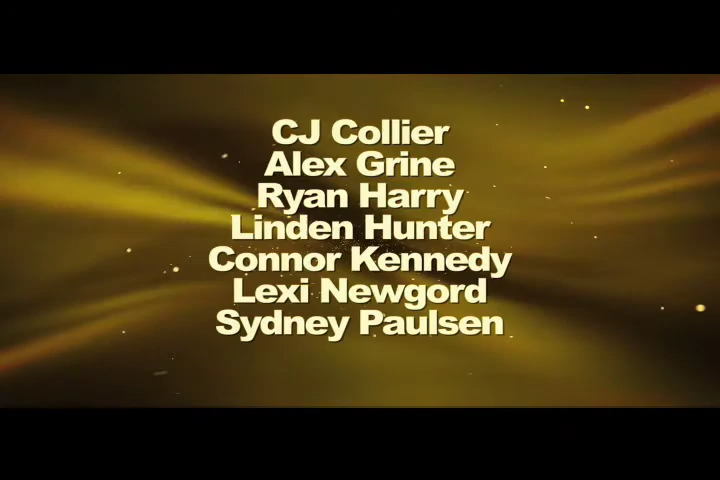 CJ Collier
Alex Grine
Ryan Harry
Linden Hunter
Connor Kennedy
Lexi Newgord
Sydney Paulsen